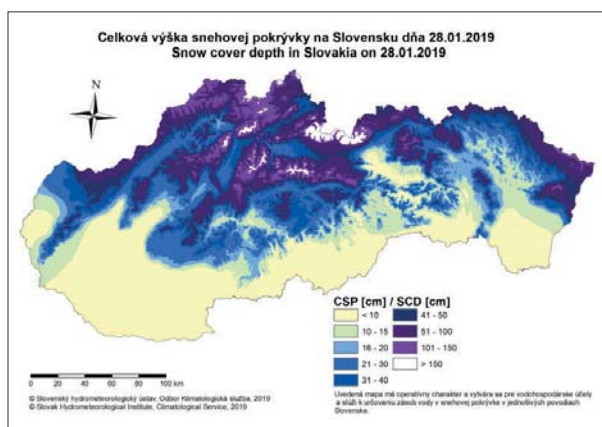 Celková výška snehovej pokrývky na Slovensku dňa 28.01.2019
Snow cover depth in Slovakia on 28.01.2019
N
CSP [cm] / SCD [cm]
< 10
10 - 15
16 - 20
21 - 30
31 - 40
41 - 50
51 - 100
101 - 150
> 150
0 20 40 60 80 100 km
© Slovenský hydrometeorologický ústav, Odbor Klimatologická služba, 2019
© Slovak Hydrometeorological Institute, Climatological Service, 2019
Uvedená mapa má operatívny charakter a vytvára sa pre vodohospodárske účely
a slúži k určovaniu zásob vody v snehovej pokrývke v jednotlivých povodiach
Slovenska.